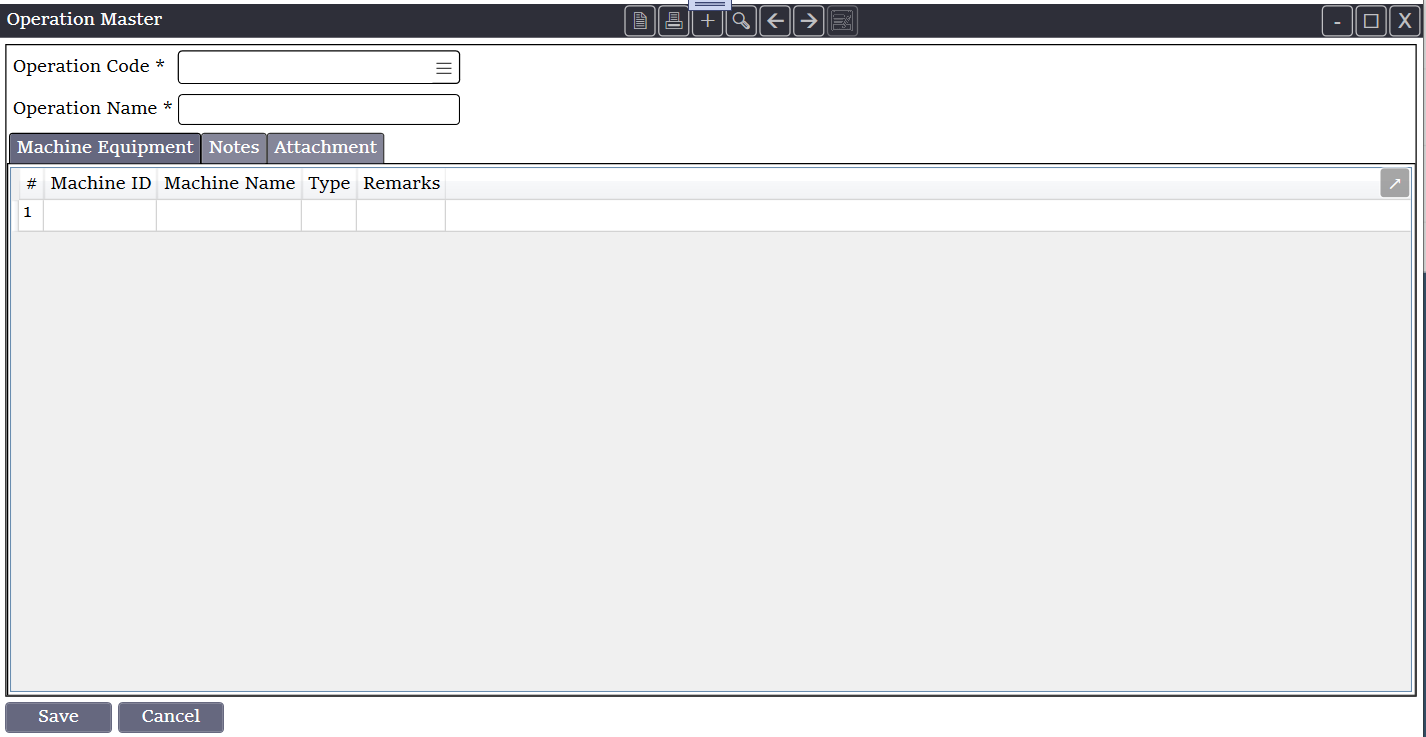 Operation Master
- X
Operation Code *
Operation Name *
Machine Equipment Notes Attachment
# Machine ID Machine Name Type Remarks
1
Save Cancel